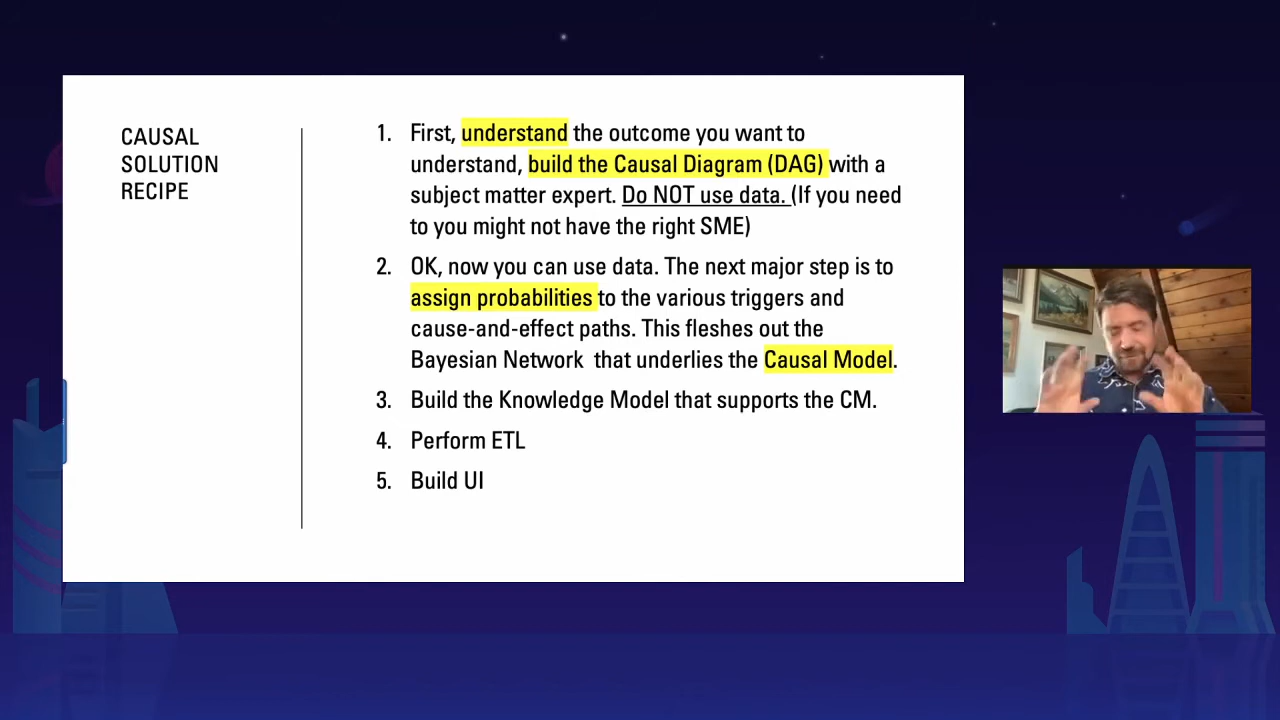 CAUSAL
SOLUTION
RECIPE
1. First, understand the outcome you want to
understand, build the Causal Diagram (DAG) with a
subject matter expert. Do NOT use data. (If you need
to you might not have the right SME)
2. OK, now you can use data. The next major step is to
assign probabilities to the various triggers and
cause-and-effect paths. This fleshes out the
Bayesian Network that underlies the Causal Model.
3. Build the Knowledge Model that supports the CM.
4. Perform ETL
5. Build UI